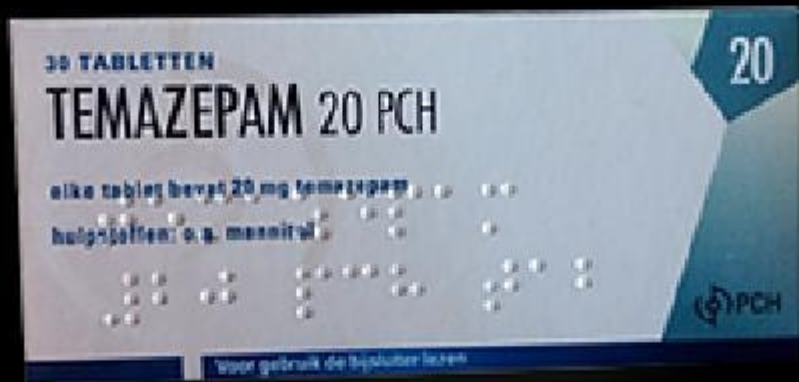 30 TABLETTEN
20
TEMAZEPAM 20 PCH
elke tablet bevat 20 mg temazepam
hulpstoffen: o.a. mannitol
PCH
Voor gebruik de bijsluiter lezen